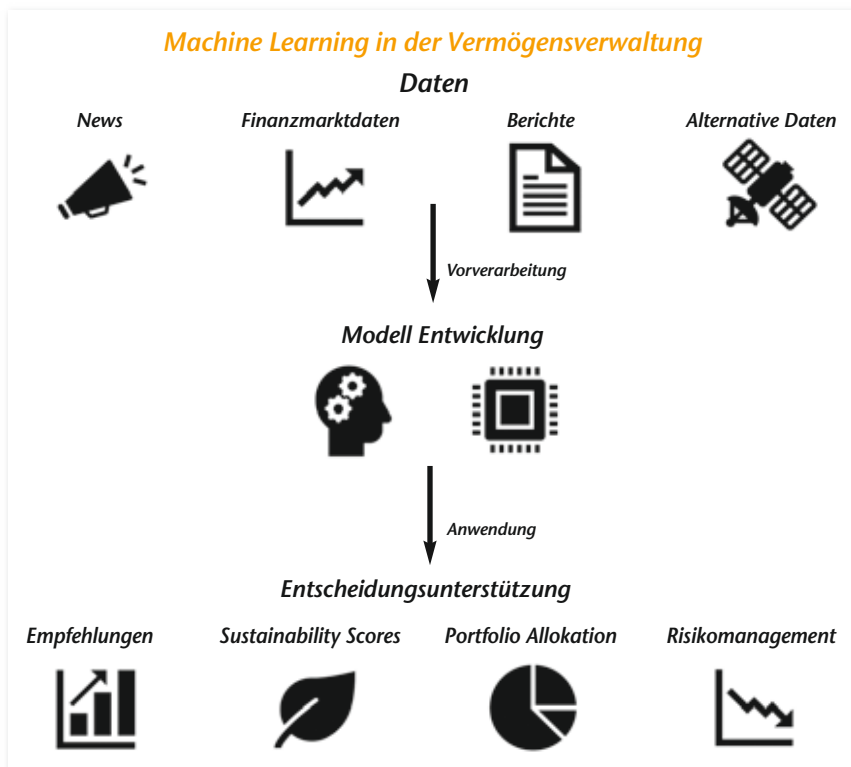 Machine Learning in der Vermögensverwaltung
Daten
News
Finanzmarktdaten
Berichte
Alternative Daten
Vorverarbeitung
Modell Entwicklung
Anwendung
Entscheidungsunterstützung
Empfehlungen
Sustainability Scores
Portfolio Allokation
Risikomanagement